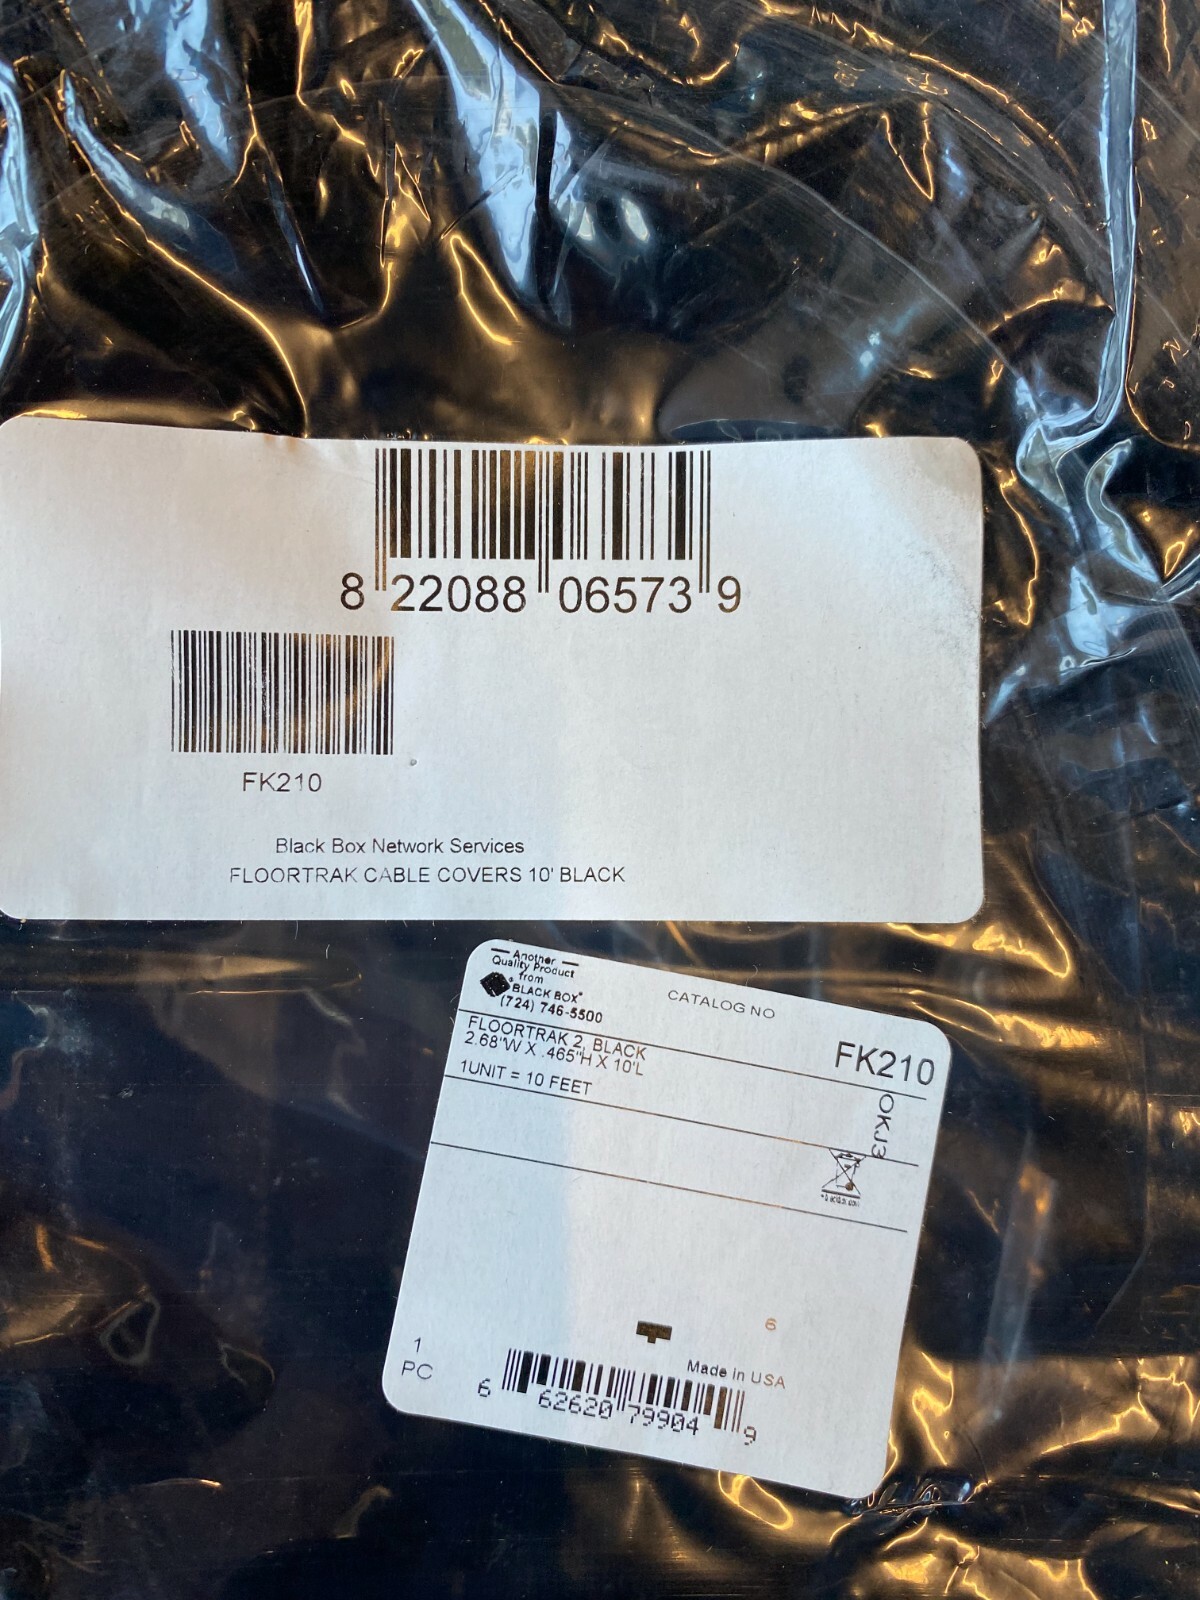 8 22088 06573 9
FK210
Black Box Network Services
FLOORTRAK CABLE COVERS 10' BLACK
Another
Quality Product
from
BLACK BOX®
(724) 746-5500
CATALOG NO
FK210
FLOORTRAK 2, BLACK
2.68"W X .465"H X 10'L
1UNIT = 10 FEET
OKJ3
6
Made in USA
1
PC
6 62620 79904 9